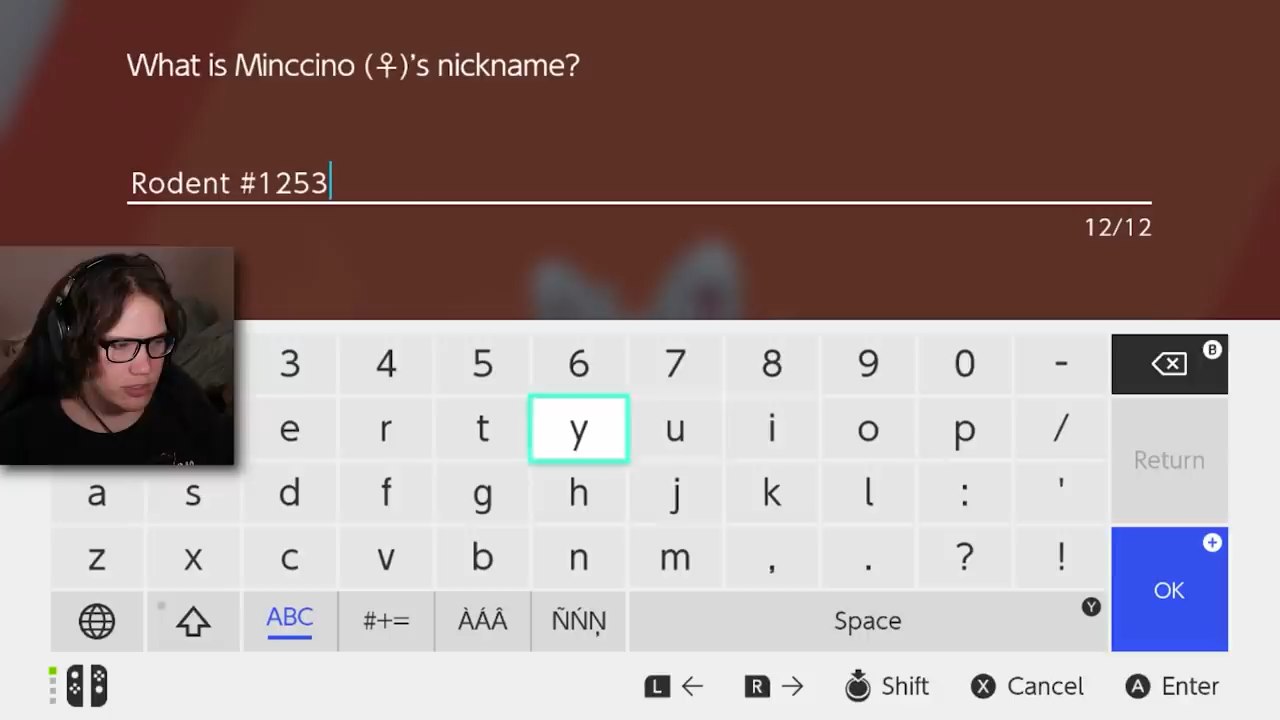 What is Minccino (♀)'s nickname?
Rodent #1253
12/12
3 4 5 6 7 8 9 0 - B
e r t y u i o p / Return
a s d f g h j k l : '
z x c v b n m , . ? ! + OK
ABC #+= ÀÁÂ ÑŃŅ Space Y
L ← R → Shift X Cancel A Enter